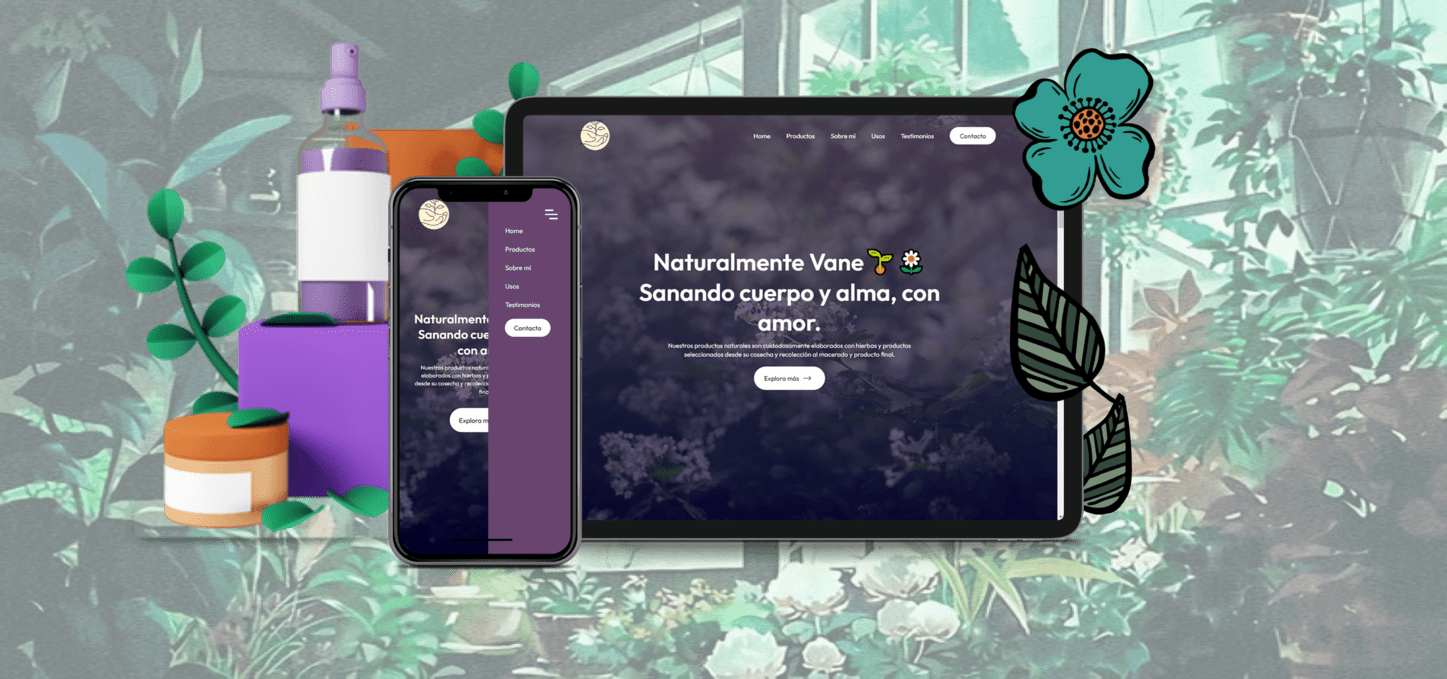 Home Productos Sobre mí Usos Testimonios Contacto
Naturalmente Vane
Sanando cuerpo y alma, con
amor.
Nuestros productos naturales son cuidadosamente elaborados con hierbas y productos
seleccionados desde su cosecha y recolección al macerado y producto final.
Explora más
Home
Productos
Sobre mí
Usos
Testimonios
Contacto
Naturalmente
Sanando cue
con a
Nuestros productos natura
elaborados con hierbas y p
desde su cosecha y recolecció
fina
Explora m